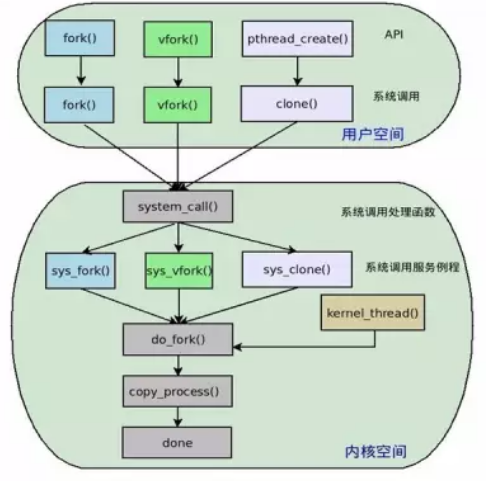 fork()
vfork()
pthread_create()
API
fork()
vfork()
clone()
系统调用
用户空间
system_call()
系统调用处理函数
sys_fork()
sys_vfork()
sys_clone()
系统调用服务例程
kernel_thread()
do_fork()
copy_process()
done
内核空间